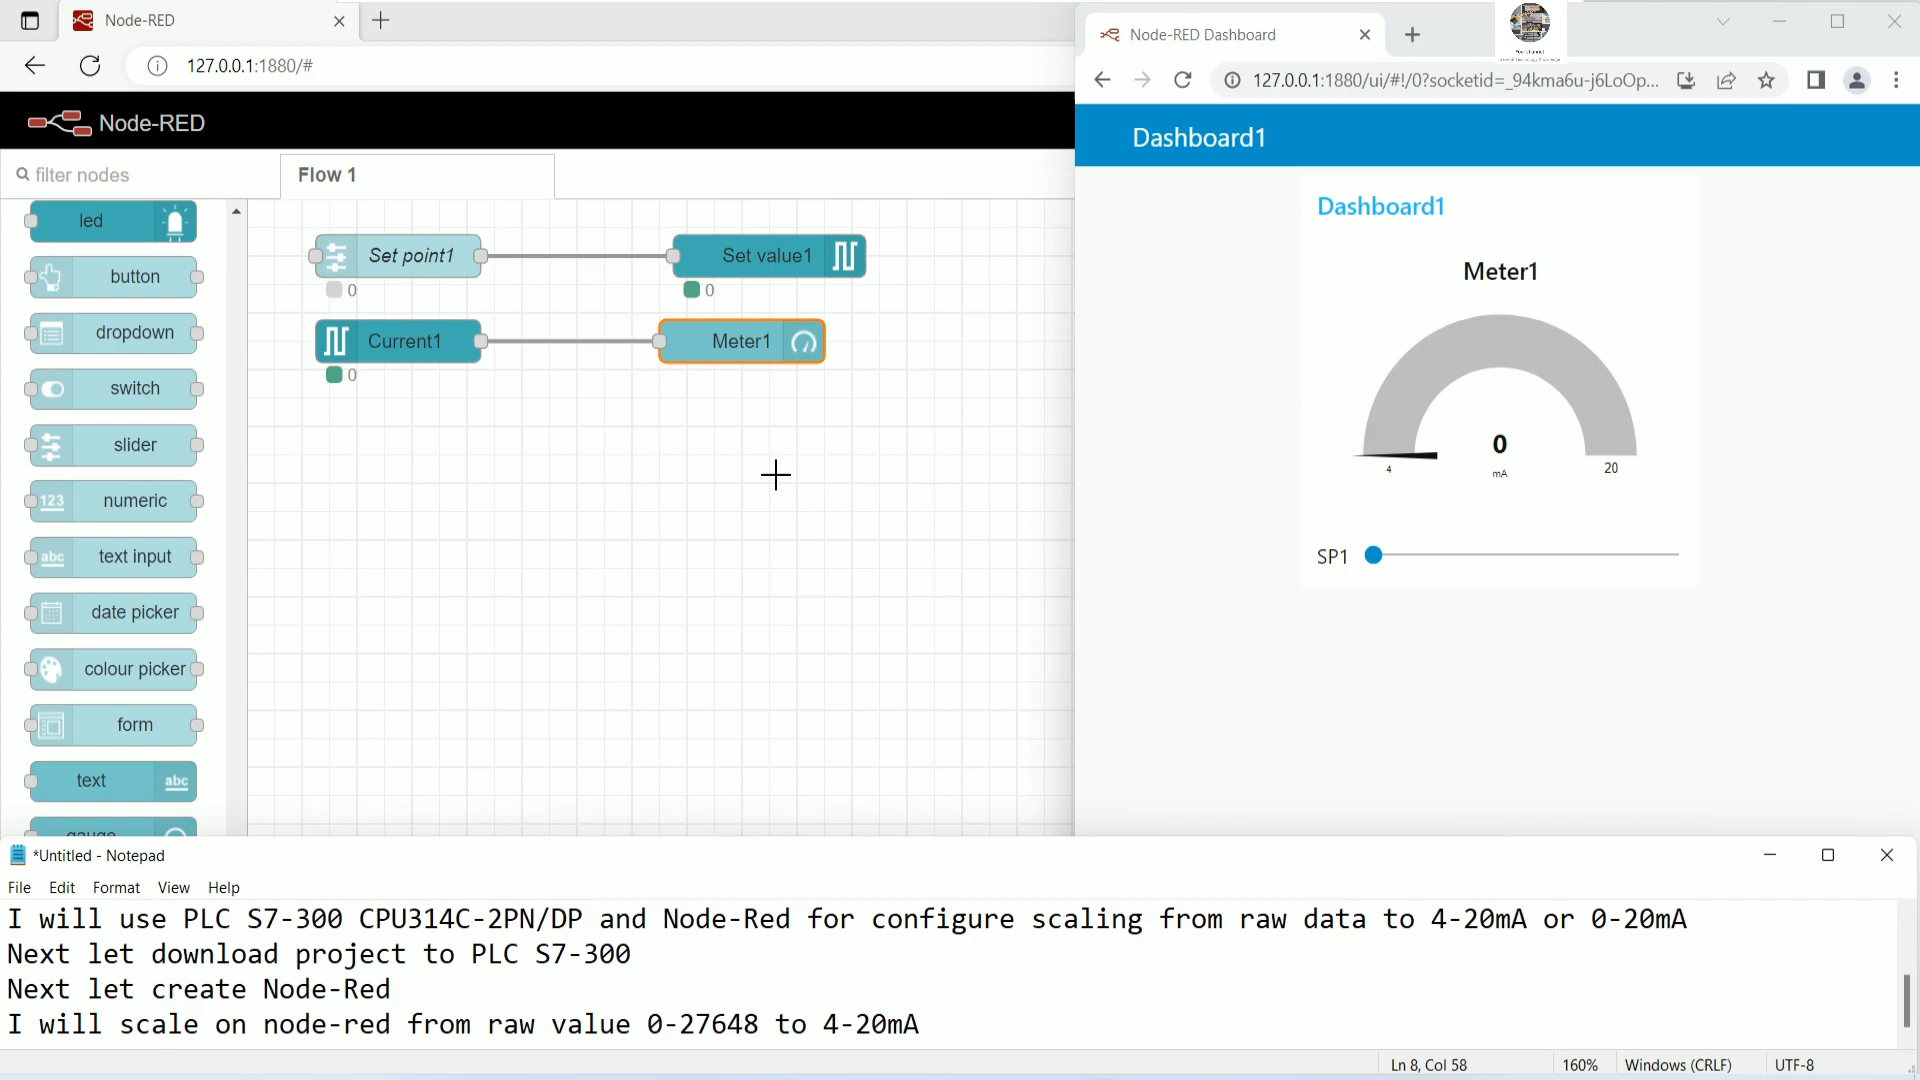 Node-RED
127.0.0.1:1880/#
Node-RED
filter nodes
Flow 1
led
button
dropdown
switch
slider
123 numeric
abc text input
date picker
colour picker
form
text abc
gauge
Set point1
0
Set value1
0
Current1
0
Meter1
Node-RED Dashboard
127.0.0.1:1880/ui/#!/0?socketid=_94kma6u-j6LoOp...
Dashboard1
Dashboard1
Meter1
0
mA
4
20
SP1
*Untitled - Notepad
File Edit Format View Help
I will use PLC S7-300 CPU314C-2PN/DP and Node-Red for configure scaling from raw data to 4-20mA or 0-20mA
Next let download project to PLC S7-300
Next let create Node-Red
I will scale on node-red from raw value 0-27648 to 4-20mA
Ln 8, Col 58
160%
Windows (CRLF)
UTF-8